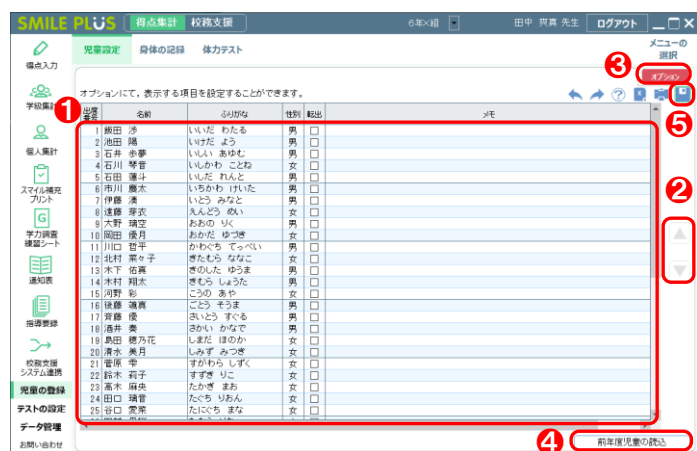 SMILE PLUS 得点集計 校務支援 6年×組 田中 爽真 先生 ログアウト
児童設定 身体の記録 体力テスト
メニューの
選択
❸
オプション
オプションにて，表示する項目を設定することができます。
❶
❺
❷
出席
番号 名前 ふりがな 性別 転出 メモ
1 飯田 渉 いいだ わたる 男
2 池田 陽 いけだ よう 男
3 石井 歩夢 いしい あゆむ 男
4 石川 琴音 いしかわ ことね 女
5 石田 蓮斗 いしだ れんと 男
6 市川 慶太 いちかわ けいた 男
7 伊藤 湊 いとう みなと 男
8 遠藤 芽衣 えんどう めい 女
9 大野 璃空 おおの りく 男
10 岡田 優月 おかだ ゆづき 女
11 川口 哲平 かわぐち てっぺい 男
12 北村 菜々子 きたむら ななこ 女
13 木下 佑真 きのした ゆうま 男
14 木村 翔太 きむら しょうた 男
15 河野 彩 こうの あや 女
16 後藤 颯真 ごとう そうま 男
17 斉藤 優 さいとう すぐる 男
18 酒井 奏 さかい かなで 男
19 島田 穂乃花 しまだ ほのか 女
20 清水 美月 しみず みつき 女
21 菅原 雫 すがわら しずく 女
22 鈴木 莉子 すずき りこ 女
23 高木 麻央 たかぎ まお 女
24 田口 璃音 たぐち りおん 女
25 谷口 愛菜 たにぐち まな 女
❹
前年度児童の読込
得点入力
学級集計
個人集計
スマイル補充
プリント
G
学力調査
練習シート
通知表
指導要録
校務支援
システム連携
児童の登録
テストの設定
データ管理
お問い合わせ